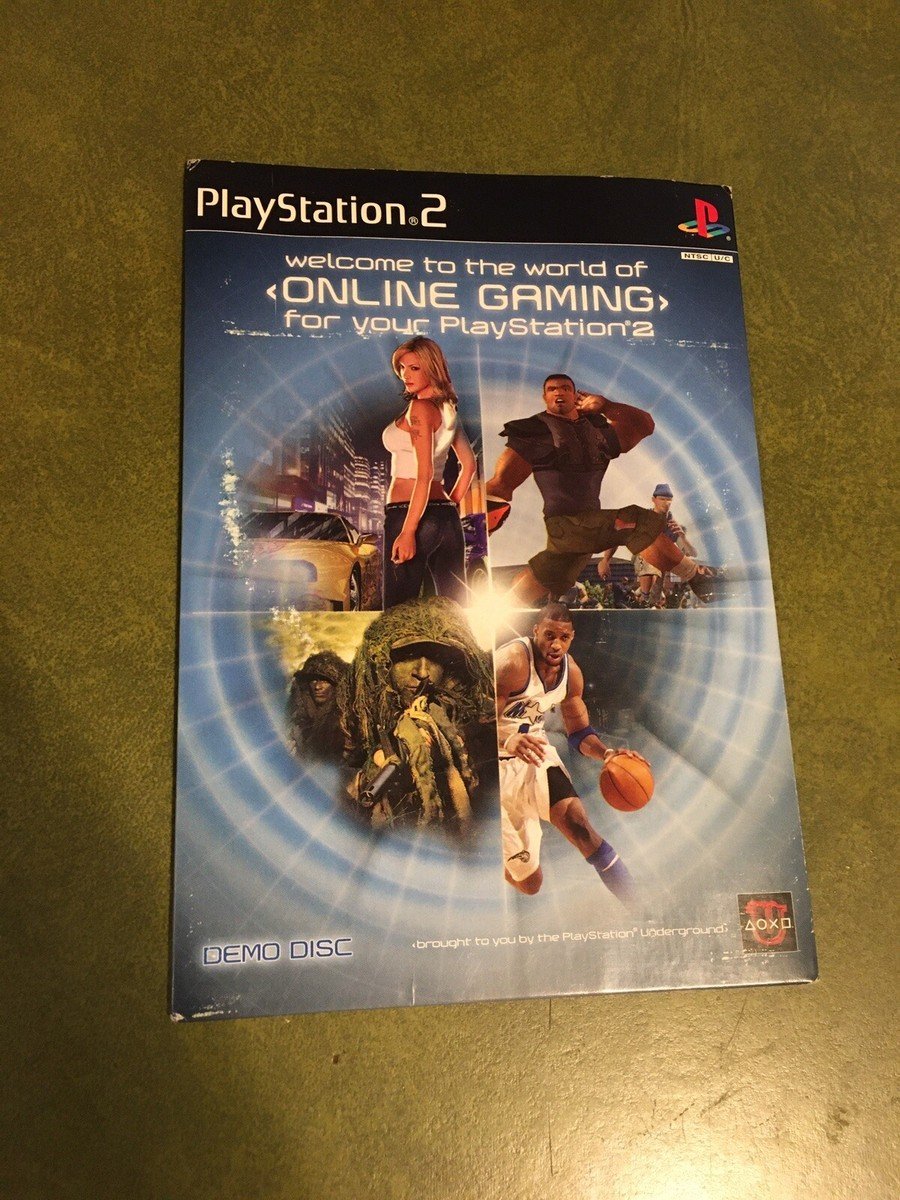 PlayStation®2
NTSC U/C
welcome to the world of
‹ONLINE GAMING›
for your PlayStation®2
‹brought to you by the PlayStation® Underground›
DEMO DISC